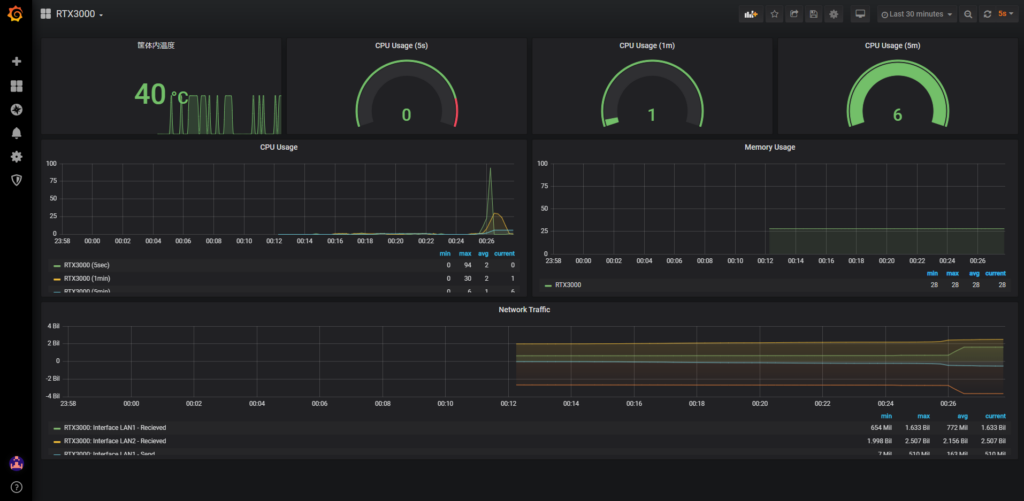 RTX3000
Last 30 minutes
5s
筐体内温度
40 °C
CPU Usage (5s)
0
CPU Usage (1m)
1
CPU Usage (5m)
6
CPU Usage
100
75
50
25
0
23:58 00:00 00:02 00:04 00:06 00:08 00:10 00:12 00:14 00:16 00:18 00:20 00:22 00:24 00:26
min max avg current
RTX3000 (5sec) 0 94 2 0
RTX3000 (1min) 0 30 2 1
RTX3000 (5min) 0 6 1 6
Memory Usage
100
75
50
25
0
23:58 00:00 00:02 00:04 00:06 00:08 00:10 00:12 00:14 00:16 00:18 00:20 00:22 00:24 00:26
min max avg current
RTX3000 28 28 28 28
Network Traffic
4 Bil
2 Bil
0
-2 Bil
-4 Bil
23:58 00:00 00:02 00:04 00:06 00:08 00:10 00:12 00:14 00:16 00:18 00:20 00:22 00:24 00:26
min max avg current
RTX3000: Interface LAN1 - Recieved 654 Mil 1.633 Bil 772 Mil 1.633 Bil
RTX3000: Interface LAN2 - Recieved 1.998 Bil 2.507 Bil 2.156 Bil 2.507 Bil
RTX3000: Interface LAN1 - Send 7 Mil 510 Mil 163 Mil 510 Mil